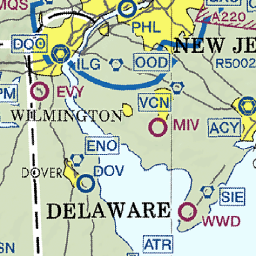 MQS
PHL
A220
DQO
NEW JE
ILG
OOD
R5002
PM
EVY
VCN
WILMINGTON
MIV
ACY
ENO
DOVER
DOV
SIE
DELAWARE
WWD
SN
ATR